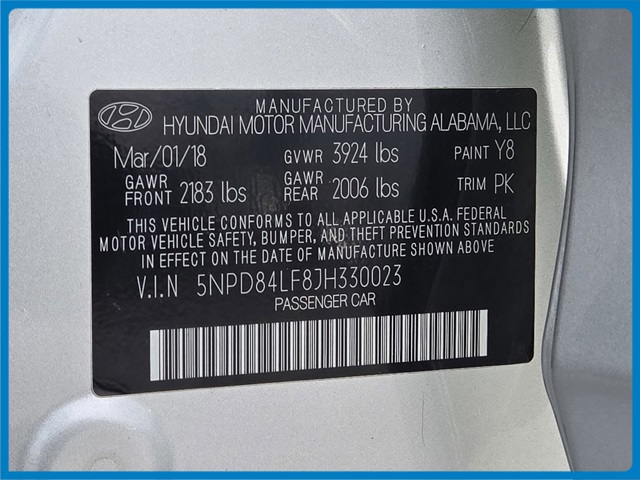 MANUFACTURED BY
HYUNDAI MOTOR MANUFACTURING ALABAMA, LLC
Mar/01/18 GVWR 3924 lbs PAINT Y8
GAWR FRONT 2183 lbs GAWR REAR 2006 lbs TRIM PK
THIS VEHICLE CONFORMS TO ALL APPLICABLE U.S.A. FEDERAL
MOTOR VEHICLE SAFETY, BUMPER, AND THEFT PREVENTION
STANDARDS IN EFFECT ON THE DATE OF MANUFACTURE SHOWN ABOVE.
V.I.N 5NPD84LF8JH330023
PASSENGER CAR